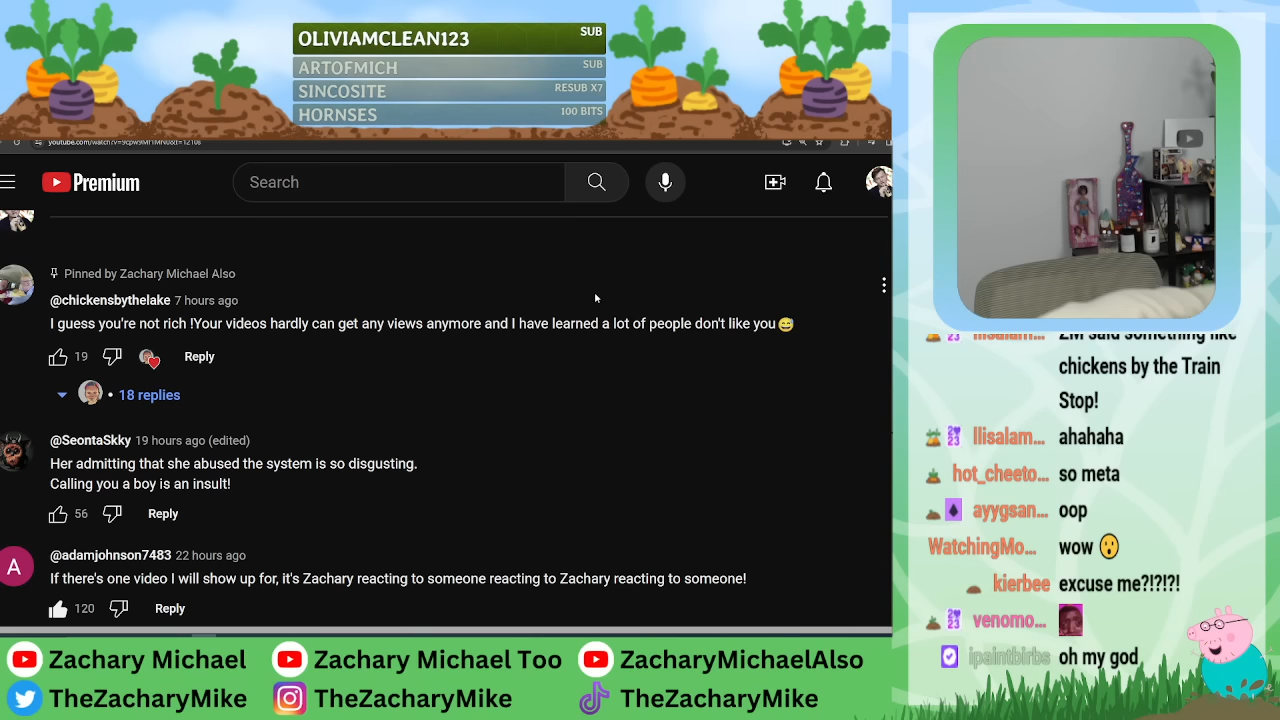 OLIVIAMCLEAN123 SUB
ARTOFMICH SUB
SINCOSITE RESUB X7
HORNSES 100 BITS
Premium
Search
Pinned by Zachary Michael Also
@chickensbythelake 7 hours ago
I guess you're not rich !Your videos hardly can get any views anymore and I have learned a lot of people don't like you😅
19 Reply
• 18 replies
@SeontaSkky 19 hours ago (edited)
Her admitting that she abused the system is so disgusting.
Calling you a boy is an insult!
56 Reply
A
@adamjohnson7483 22 hours ago
If there's one video I will show up for, it's Zachary reacting to someone reacting to Zachary reacting to someone!
120 Reply
Zachary Michael Zachary Michael Too ZacharyMichaelAlso
TheZacharyMike TheZacharyMike TheZacharyMike
ZM said something like
chickens by the Train
Stop!
llisalam... ahahaha
hot_cheeto... so meta
ayygsan... oop
WatchingMo... wow 😯
kierbee excuse me?!?!?!
venomo...
ipaintbirbs oh my god